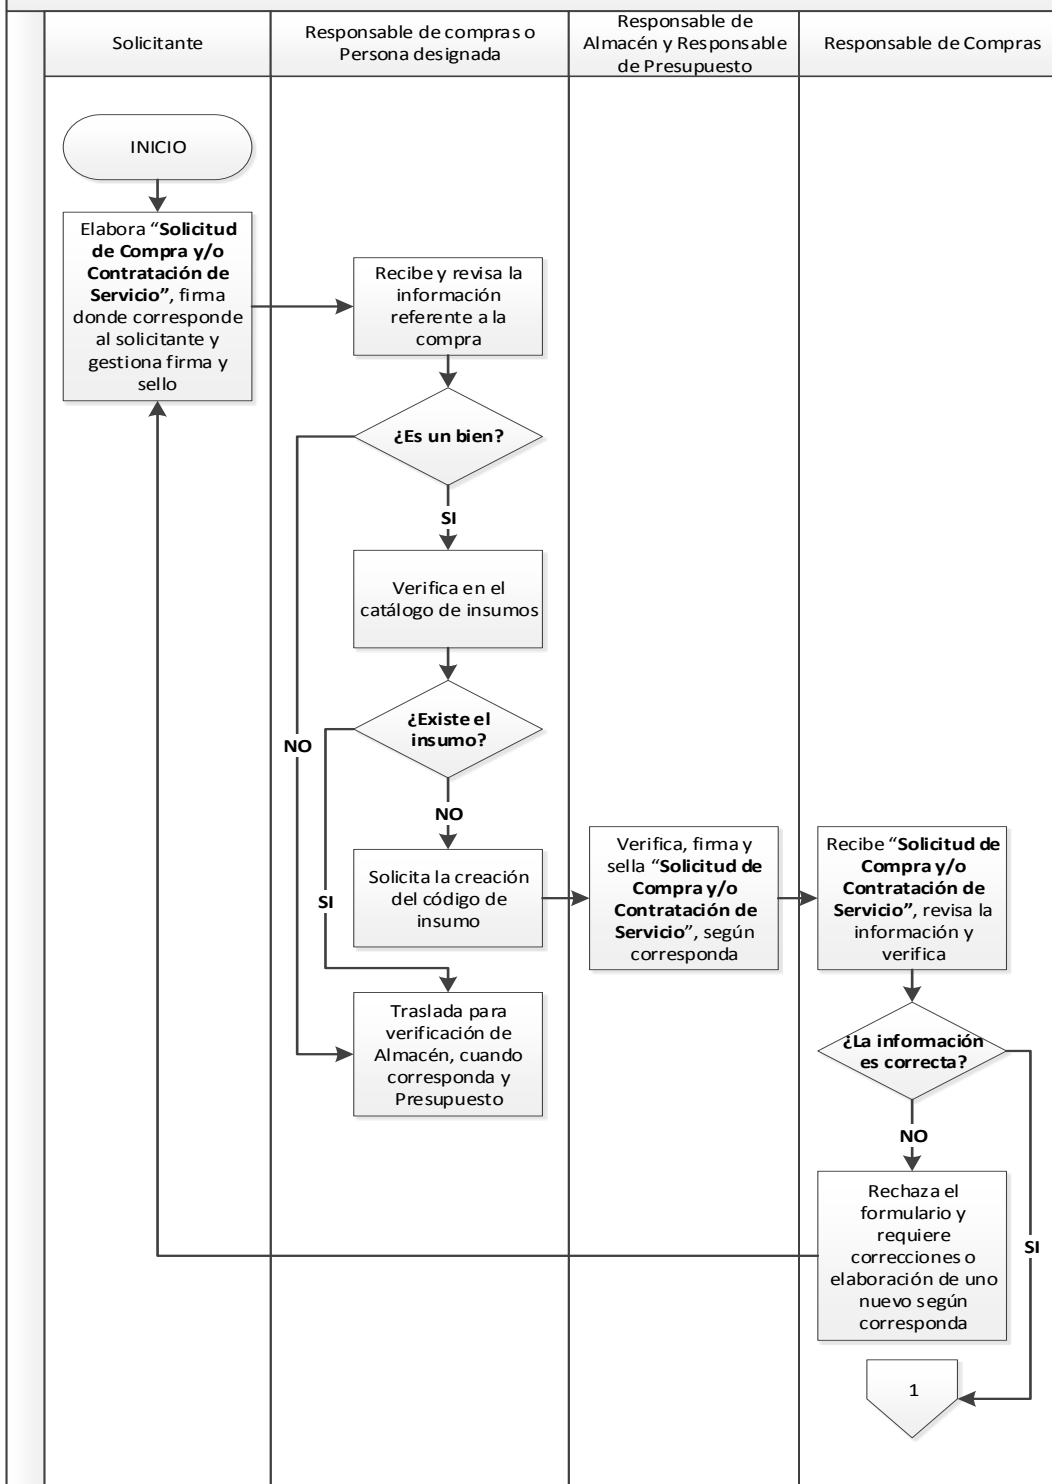 Solicitante
Responsable de compras o
Persona designada
Responsable de
Almacén y Responsable
de Presupuesto
Responsable de Compras
INICIO
Elabora “Solicitud
de Compra y/o
Contratación de
Servicio”, firma
donde corresponde
al solicitante y
gestiona firma y
sello
Recibe y revisa la
información
referente a la
compra
¿Es un bien?
SI
Verifica en el
catálogo de insumos
¿Existe el
insumo?
NO
NO
SI
Solicita la creación
del código de
insumo
Traslada para
verificación de
Almacén, cuando
corresponda y
Presupuesto
Verifica, firma y
sella “Solicitud de
Compra y/o
Contratación de
Servicio”, según
corresponda
Recibe “Solicitud de
Compra y/o
Contratación de
Servicio”, revisa la
información y
verifica
¿La información
es correcta?
NO
SI
Rechaza el
formulario y
requiere
correcciones o
elaboración de uno
nuevo según
corresponda
1